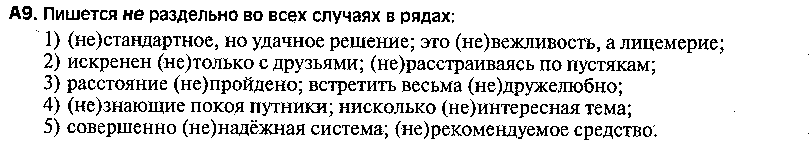 А9. Пишется не раздельно во всех случаях в рядах:
1) (не)стандартное, но удачное решение; это (не)вежливость, а лицемерие;
2) искренен (не)только с друзьями; (не)расстраиваясь по пустякам;
3) расстояние (не)пройдено; встретить весьма (не)дружелюбно;
4) (не)знающие покоя путники; нисколько (не)интересная тема;
5) совершенно (не)надёжная система; (не)рекомендуемое средство.